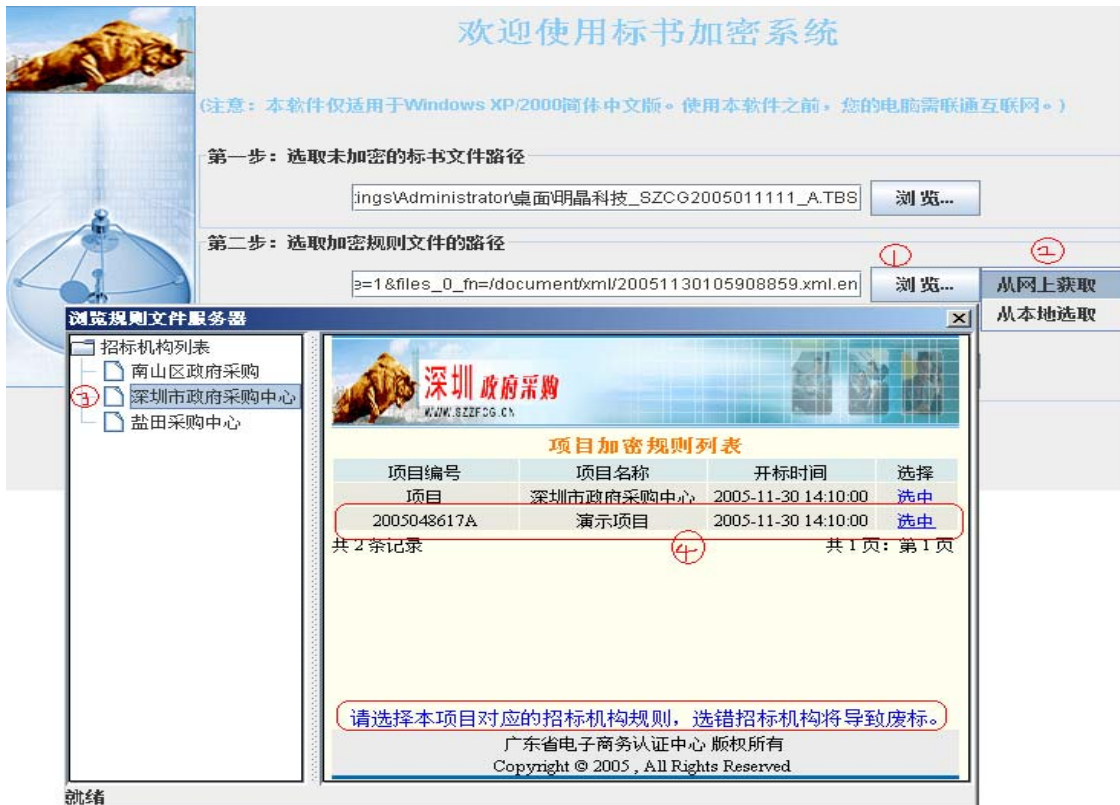 欢迎使用标书加密系统
(注意：本软件仅适用于Windows XP/2000简体中文版。使用本软件之前，您的电脑需联通互联网。)
第一步：选取未加密的标书文件路径
:ings\Administrator\桌面\明晶科技_SZCG2005011111_A.TBS 浏览...
第二步：选取加密规则文件的路径
① ②
e=1&files_0_fn=/document/xml/20051130105908859.xml.en 浏览... 从网上获取
从本地选取
浏览规则文件服务器
招标机构列表
南山区政府采购
③ 深圳市政府采购中心
盐田采购中心
深圳 政府采购
WWW.SZZFCG.CN
项目加密规则列表
项目编号 项目名称 开标时间 选择
项目 深圳市政府采购中心 2005-11-30 14:10:00 选中
2005048617A 演示项目 2005-11-30 14:10:00 选中
共 2 条记录 ④ 共 1 页：第 1 页
请选择本项目对应的招标机构规则，选错招标机构将导致废标。
广东省电子商务认证中心 版权所有
Copyright © 2005 , All Rights Reserved
就绪